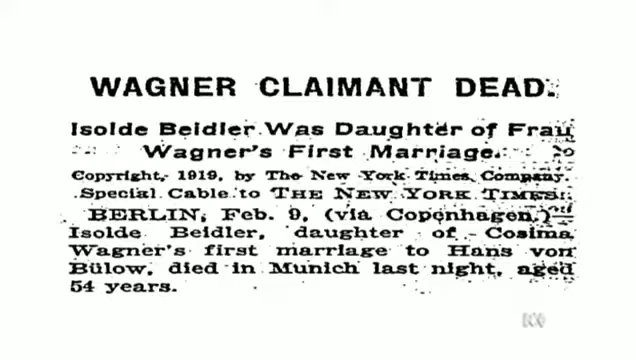 WAGNER CLAIMANT DEAD.
Isolde Beidler Was Daughter of Frau
Wagner's First Marriage.
Copyright, 1919, by The New York Times Company.
Special Cable to THE NEW YORK TIMES.
BERLIN, Feb. 9, (via Copenhagen.)
Isolde Beidler, daughter of Cosima
Wagner's first marriage to Hans von
Bülow, died in Munich last night, aged
54 years.